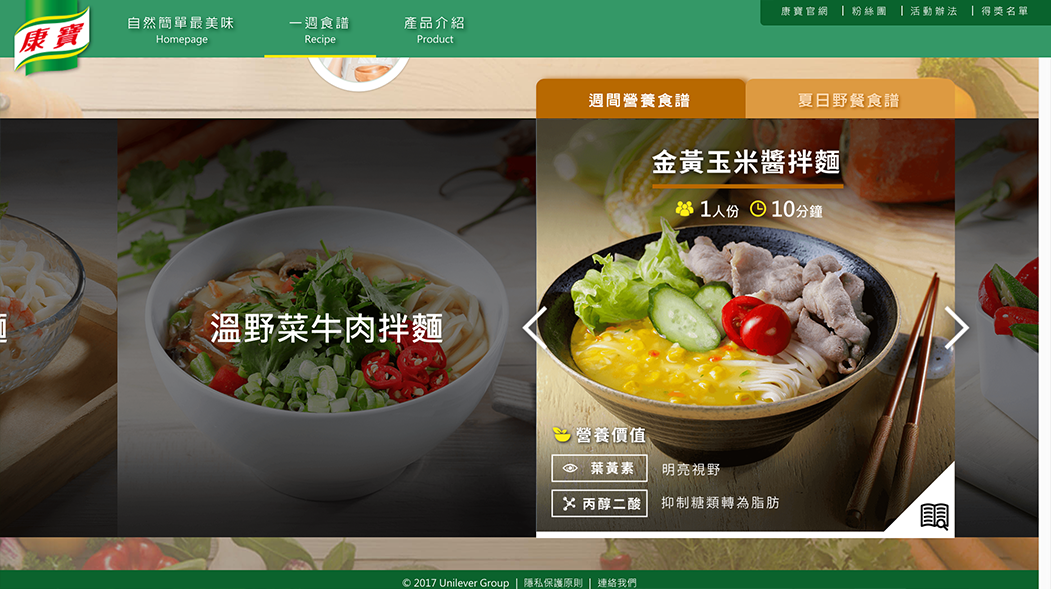 康寶
自然簡單最美味
Homepage
一週食譜
Recipe
產品介紹
Product
康寶官網 | 粉絲團 | 活動辦法 | 得獎名單
週間營養食譜
夏日野餐食譜
麵
溫野菜牛肉拌麵
金黃玉米醬拌麵
1人份 10分鐘
營養價值
葉黃素 明亮視野
丙醇二酸 抑制糖類轉為脂肪
© 2017 Unilever Group | 隱私保護原則 | 連絡我們